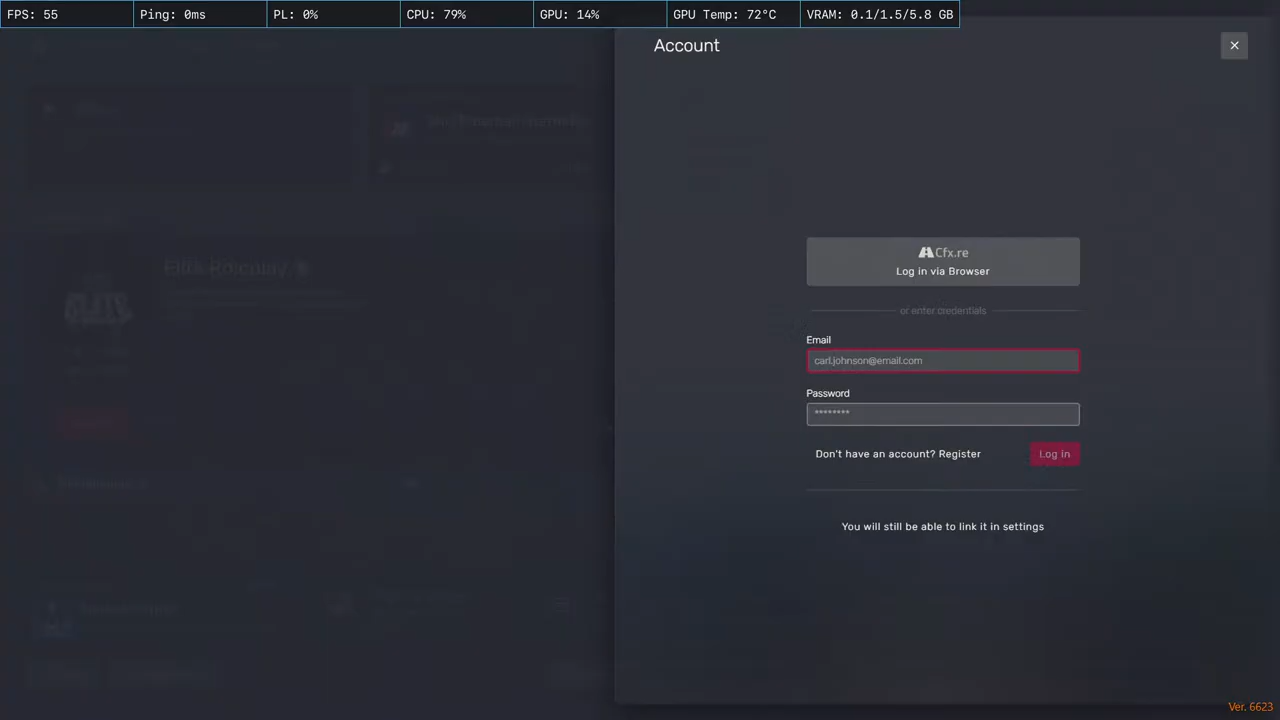 FPS: 55
Ping: 0ms
PL: 0%
CPU: 79%
GPU: 14%
GPU Temp: 72°C
VRAM: 0.1/1.5/5.8 GB
Account
Cfx.re
Log in via Browser
or enter credentials
Email
carl.johnson@email.com
Password
********
Don't have an account? Register
Log in
You will still be able to link it in settings
Ver. 6623